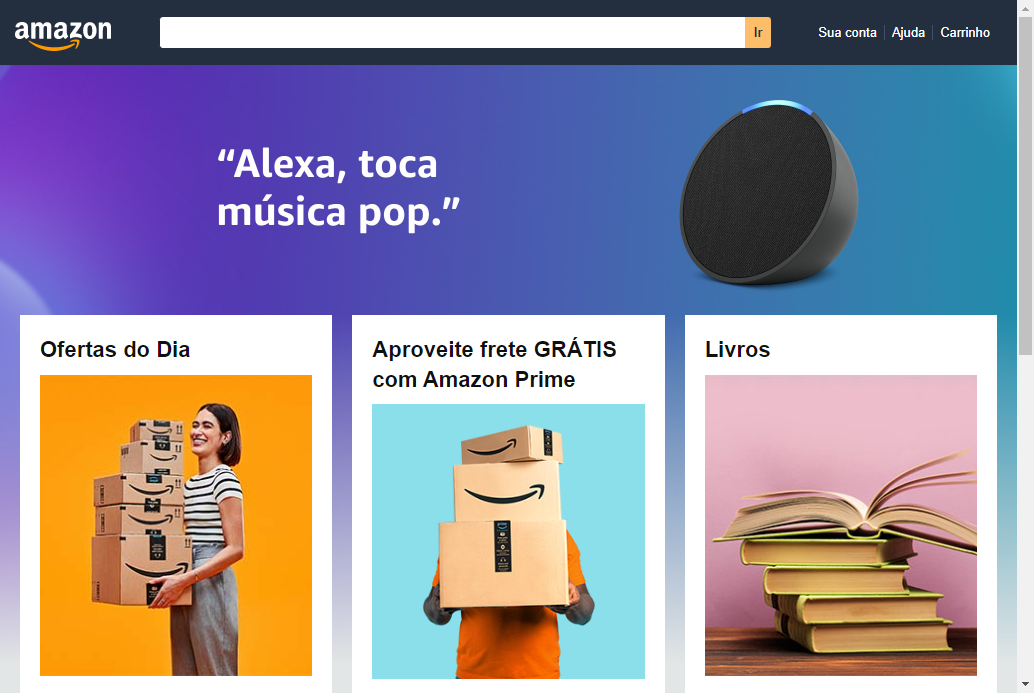 amazon
Ir
Sua conta
Ajuda
Carrinho
“Alexa, toca
música pop.”
Ofertas do Dia
Aproveite frete GRÁTIS
com Amazon Prime
Livros